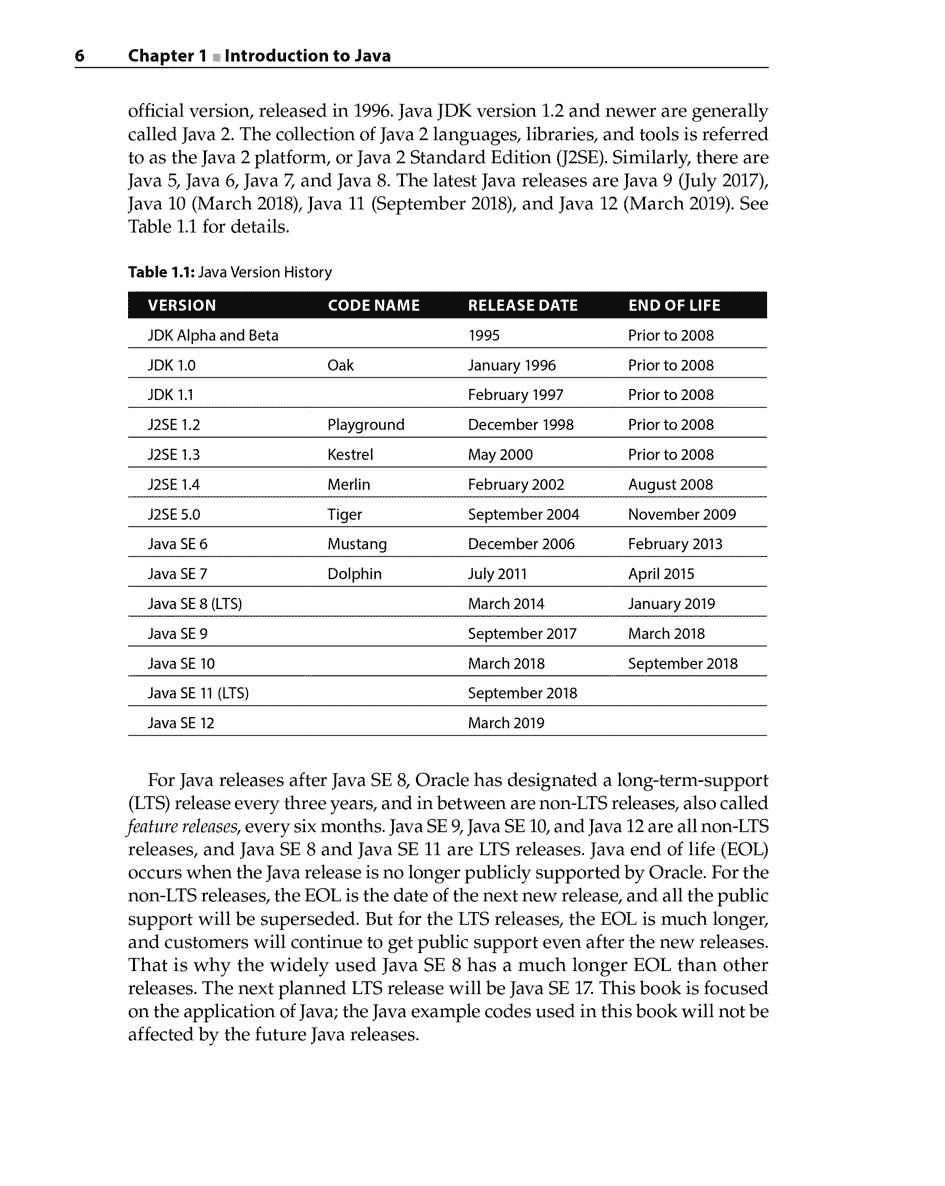 6 Chapter 1 ■ Introduction to Java
official version, released in 1996. Java JDK version 1.2 and newer are generally
called Java 2. The collection of Java 2 languages, libraries, and tools is referred
to as the Java 2 platform, or Java 2 Standard Edition (J2SE). Similarly, there are
Java 5, Java 6, Java 7, and Java 8. The latest Java releases are Java 9 (July 2017),
Java 10 (March 2018), Java 11 (September 2018), and Java 12 (March 2019). See
Table 1.1 for details.
Table 1.1: Java Version History
VERSION CODE NAME RELEASE DATE END OF LIFE
JDK Alpha and Beta 1995 Prior to 2008
JDK 1.0 Oak January 1996 Prior to 2008
JDK 1.1 February 1997 Prior to 2008
J2SE 1.2 Playground December 1998 Prior to 2008
J2SE 1.3 Kestrel May 2000 Prior to 2008
J2SE 1.4 Merlin February 2002 August 2008
J2SE 5.0 Tiger September 2004 November 2009
Java SE 6 Mustang December 2006 February 2013
Java SE 7 Dolphin July 2011 April 2015
Java SE 8 (LTS) March 2014 January 2019
Java SE 9 September 2017 March 2018
Java SE 10 March 2018 September 2018
Java SE 11 (LTS) September 2018
Java SE 12 March 2019
For Java releases after Java SE 8, Oracle has designated a long-term-support
(LTS) release every three years, and in between are non-LTS releases, also called
feature releases, every six months. Java SE 9, Java SE 10, and Java 12 are all non-LTS
releases, and Java SE 8 and Java SE 11 are LTS releases. Java end of life (EOL)
occurs when the Java release is no longer publicly supported by Oracle. For the
non-LTS releases, the EOL is the date of the next new release, and all the public
support will be superseded. But for the LTS releases, the EOL is much longer,
and customers will continue to get public support even after the new releases.
That is why the widely used Java SE 8 has a much longer EOL than other
releases. The next planned LTS release will be Java SE 17. This book is focused
on the application of Java; the Java example codes used in this book will not be
affected by the future Java releases.